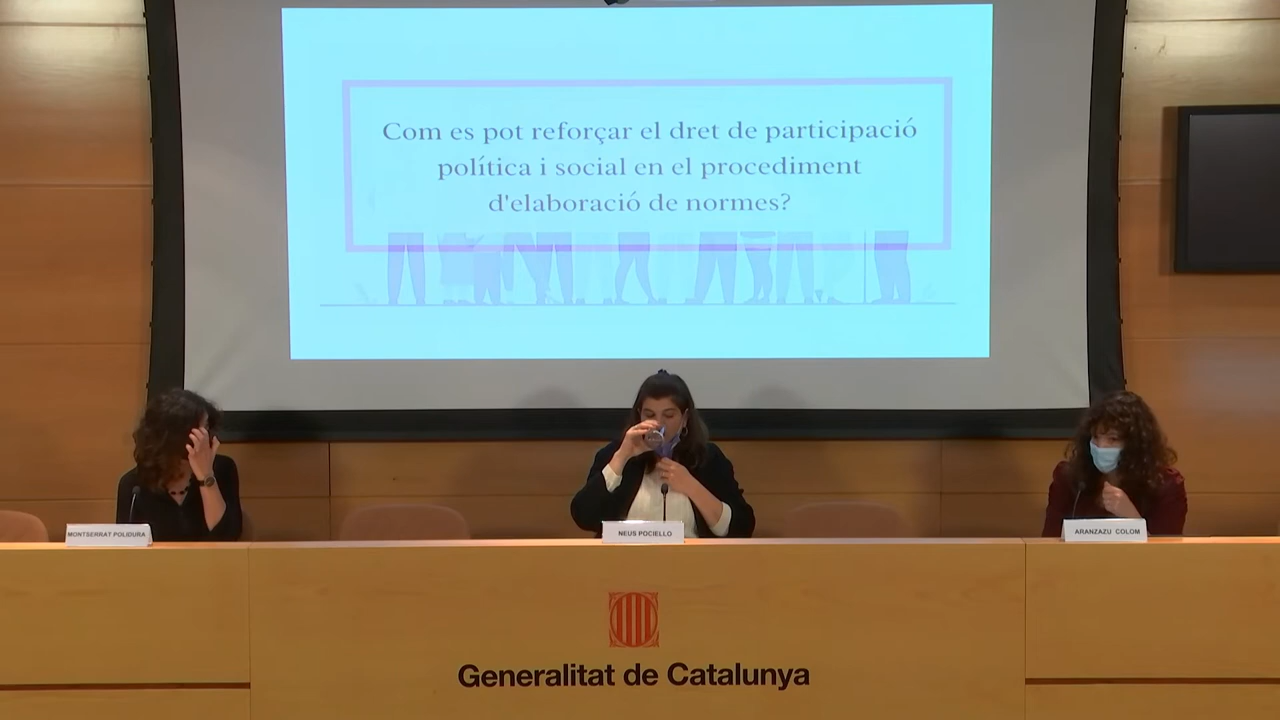 Com es pot reforçar el dret de participació
política i social en el procediment
d'elaboració de normes?
MONTSERRAT POLIDURA
NEUS POCIELLO
ARANZAZU COLOM
Generalitat de Catalunya